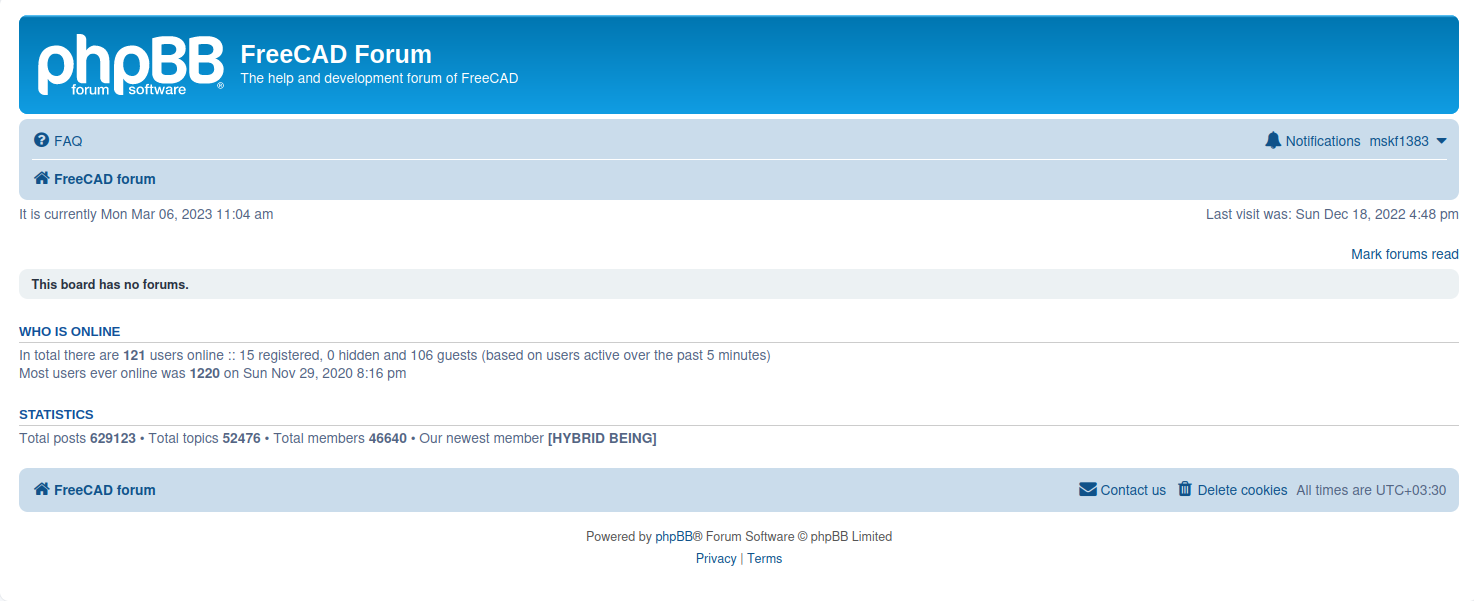 phpBB
forum software ®
FreeCAD Forum
The help and development forum of FreeCAD
FAQ
Notifications mskf1383
FreeCAD forum
It is currently Mon Mar 06, 2023 11:04 am
Last visit was: Sun Dec 18, 2022 4:48 pm
Mark forums read
This board has no forums.
WHO IS ONLINE
In total there are 121 users online :: 15 registered, 0 hidden and 106 guests (based on users active over the past 5 minutes)
Most users ever online was 1220 on Sun Nov 29, 2020 8:16 pm
STATISTICS
Total posts 629123 • Total topics 52476 • Total members 46640 • Our newest member [HYBRID BEING]
FreeCAD forum
Contact us Delete cookies All times are UTC+03:30
Powered by phpBB® Forum Software © phpBB Limited
Privacy | Terms